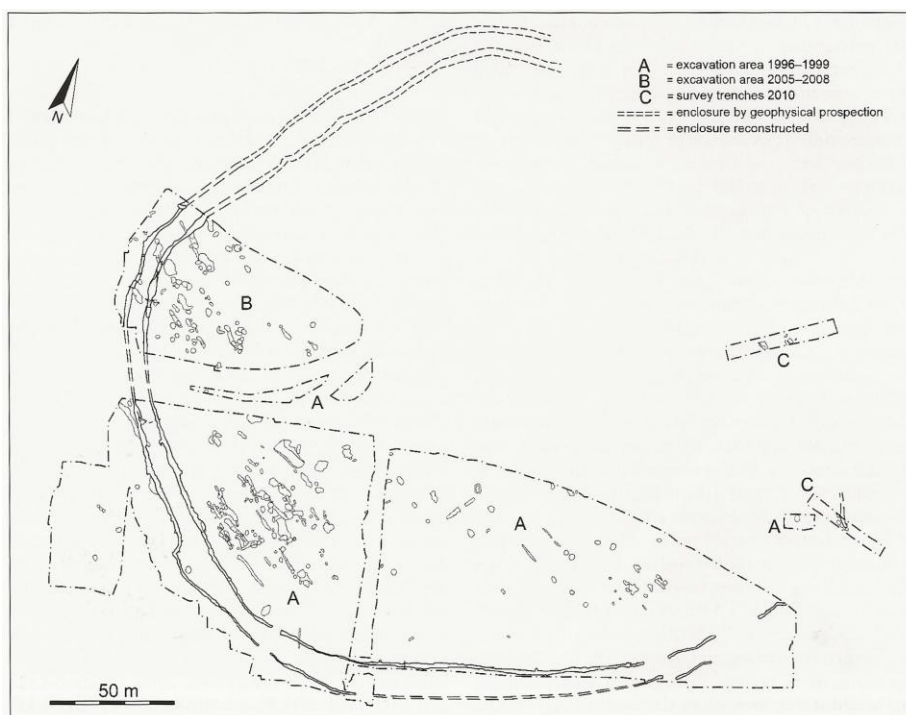 A = excavation area 1996–1999
B = excavation area 2005–2008
C = survey trenches 2010
= enclosure by geophysical prospection
= enclosure reconstructed
N
B
C
A
C
A
A
A
50 m